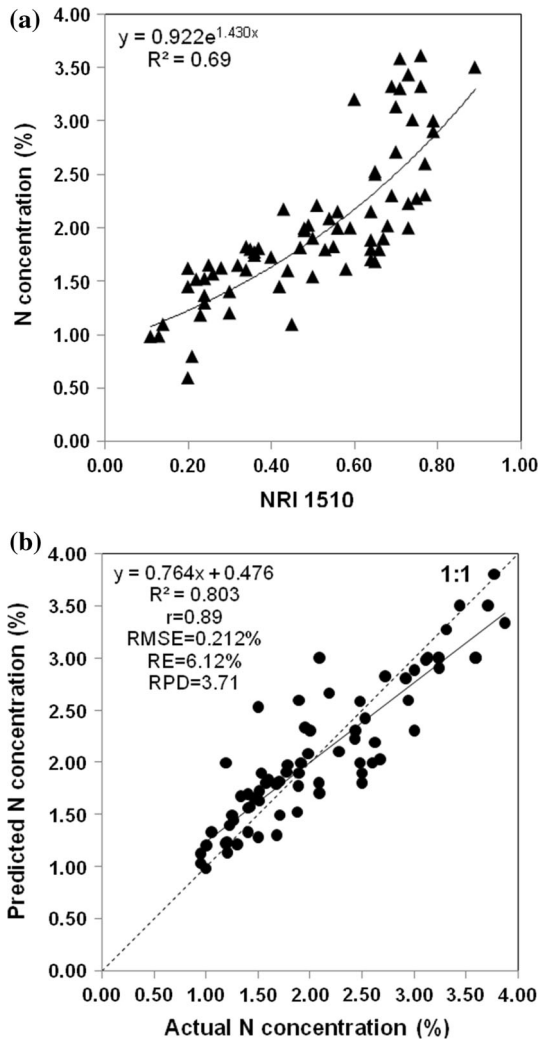 (a)
y = 0.922e^1.430x
R² = 0.69
N concentration (%)
4.00
3.50
3.00
2.50
2.00
1.50
1.00
0.50
0.00
0.00 0.20 0.40 0.60 0.80 1.00
NRI 1510
(b)
y = 0.764x + 0.476
R² = 0.803
r=0.89
RMSE=0.212%
RE=6.12%
RPD=3.71
1:1
Predicted N concentration (%)
4.00
3.50
3.00
2.50
2.00
1.50
1.00
0.50
0.00
0.00 0.50 1.00 1.50 2.00 2.50 3.00 3.50 4.00
Actual N concentration (%)